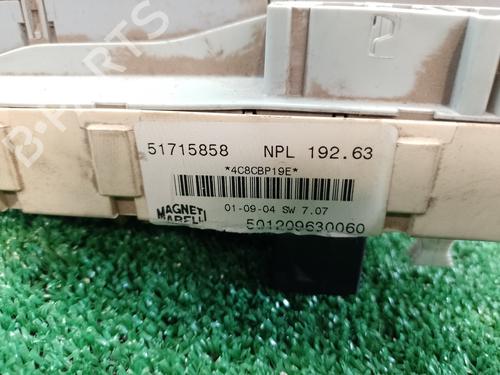 B-PARTS
51715858 NPL 192.63
*4C8CBP19E*
01-09-04 SW 7.07
MAGNETI
MARELLI
501209630060